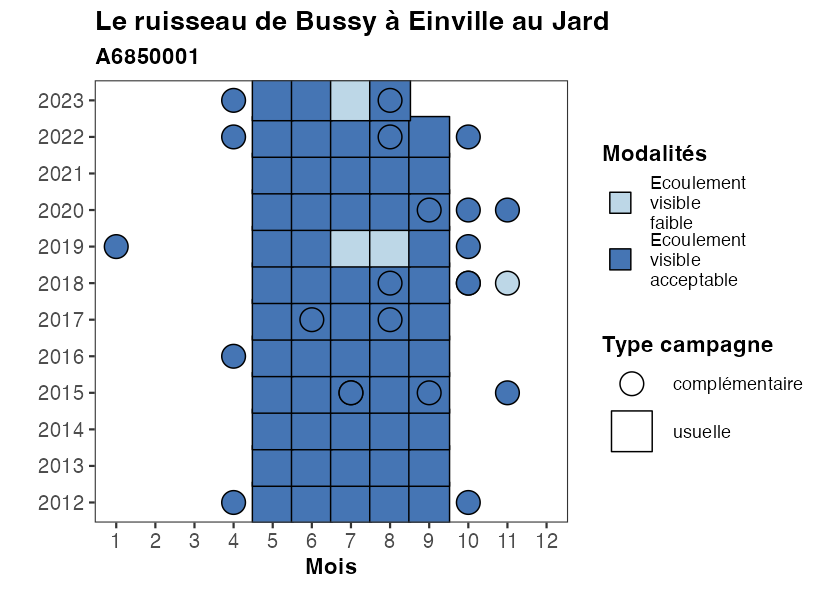 Le ruisseau de Bussy à Einville au Jard
A6850001
2023
2022
2021
2020
2019
2018
2017
2016
2015
2014
2013
2012
1 2 3 4 5 6 7 8 9 10 11 12
Mois
Modalités
Ecoulement
visible
faible
Ecoulement
visible
acceptable
Type campagne
complémentaire
usuelle